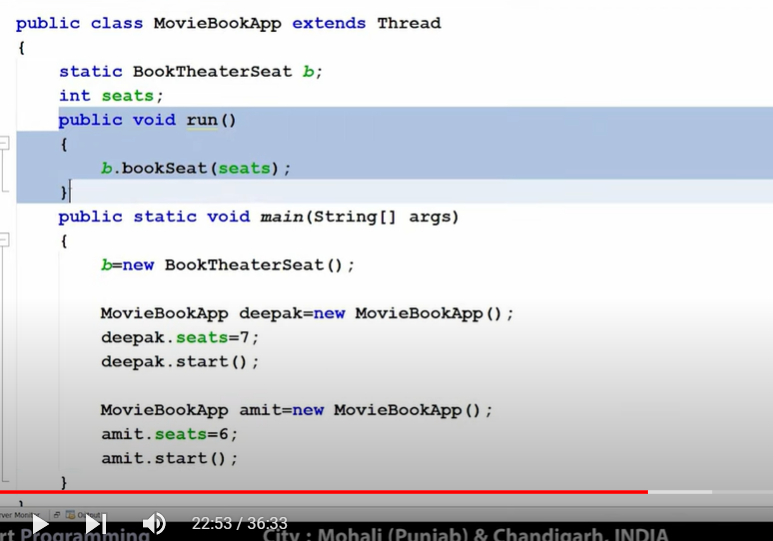 public class MovieBookApp extends Thread
{
static BookTheaterSeat b;
int seats;
public void run()
{
b.bookSeat(seats);
}
public static void main(String[] args)
{
b=new BookTheaterSeat();
MovieBookApp deepak=new MovieBookApp();
deepak.seats=7;
deepak.start();
MovieBookApp amit=new MovieBookApp();
amit.seats=6;
amit.start();
}
}
22:53 / 36:33
Programming City : Mohali (Punjab) & Chandigarh, INDIA